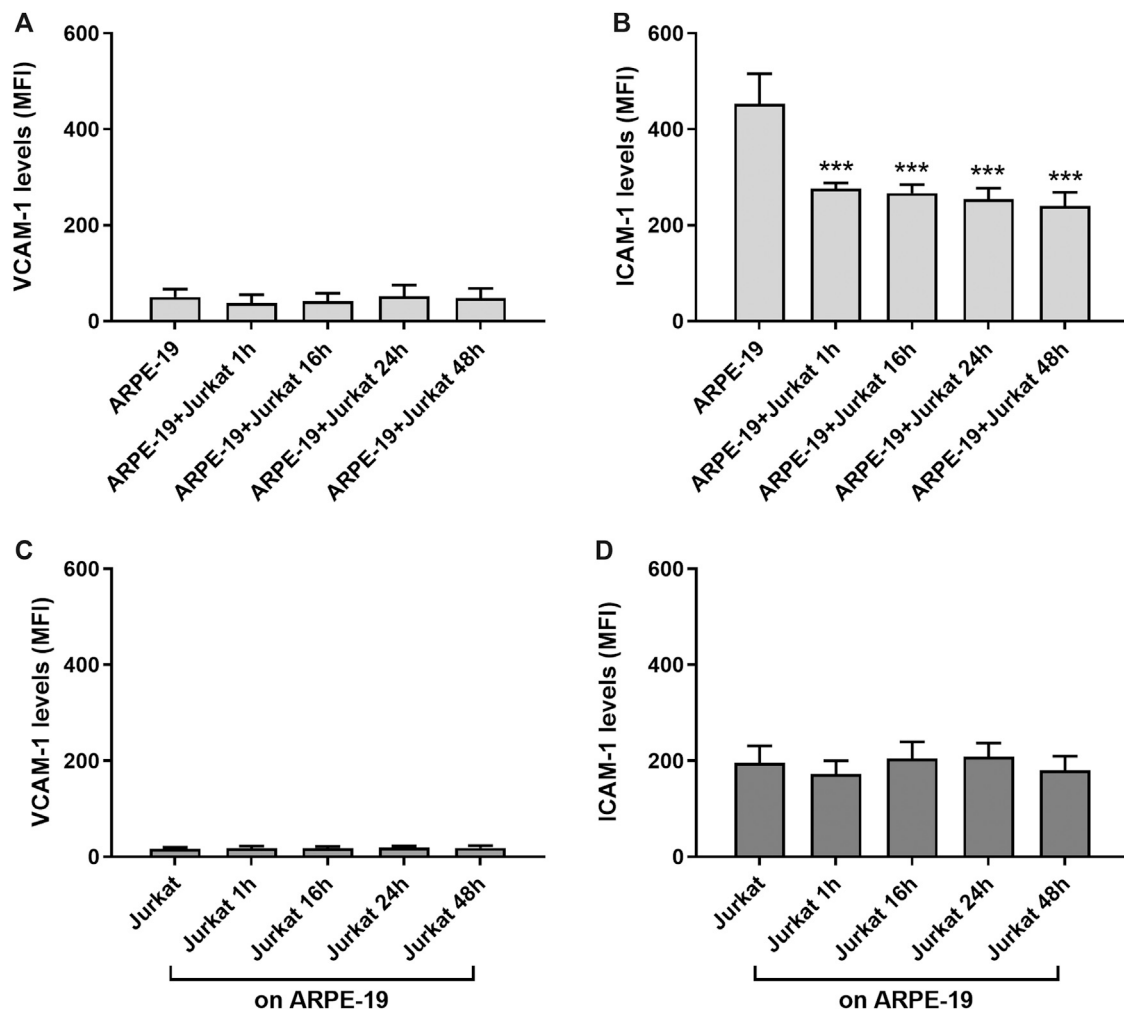 A
VCAM-1 levels (MFI)
600
400
200
0
ARPE-19
ARPE-19+Jurkat 1h
ARPE-19+Jurkat 16h
ARPE-19+Jurkat 24h
ARPE-19+Jurkat 48h
B
ICAM-1 levels (MFI)
600
400
200
0
***
***
***
***
ARPE-19
ARPE-19+Jurkat 1h
ARPE-19+Jurkat 16h
ARPE-19+Jurkat 24h
ARPE-19+Jurkat 48h
C
VCAM-1 levels (MFI)
600
400
200
0
Jurkat
Jurkat 1h
Jurkat 16h
Jurkat 24h
Jurkat 48h
on ARPE-19
D
ICAM-1 levels (MFI)
600
400
200
0
Jurkat
Jurkat 1h
Jurkat 16h
Jurkat 24h
Jurkat 48h
on ARPE-19